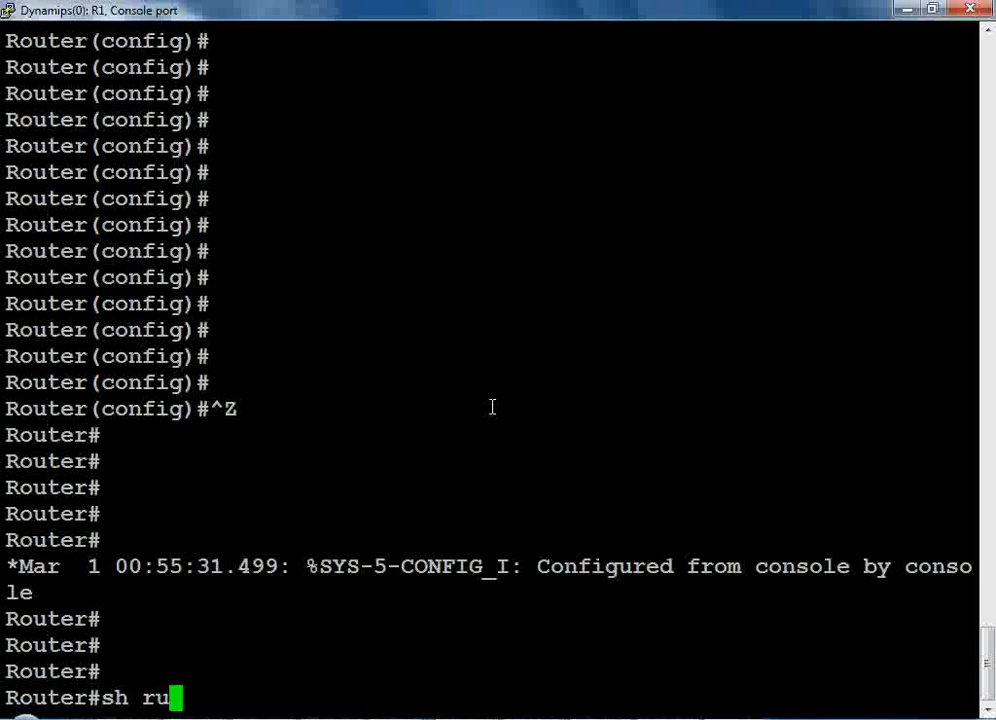 Dynamips(0): R1, Console port
Router(config)#
Router(config)#
Router(config)#
Router(config)#
Router(config)#
Router(config)#
Router(config)#
Router(config)#
Router(config)#
Router(config)#
Router(config)#
Router(config)#
Router(config)#
Router(config)#
Router(config)#^Z
Router#
Router#
Router#
Router#
Router#
*Mar  1 00:55:31.499: %SYS-5-CONFIG_I: Configured from console by conso
le
Router#
Router#
Router#
Router#sh ru